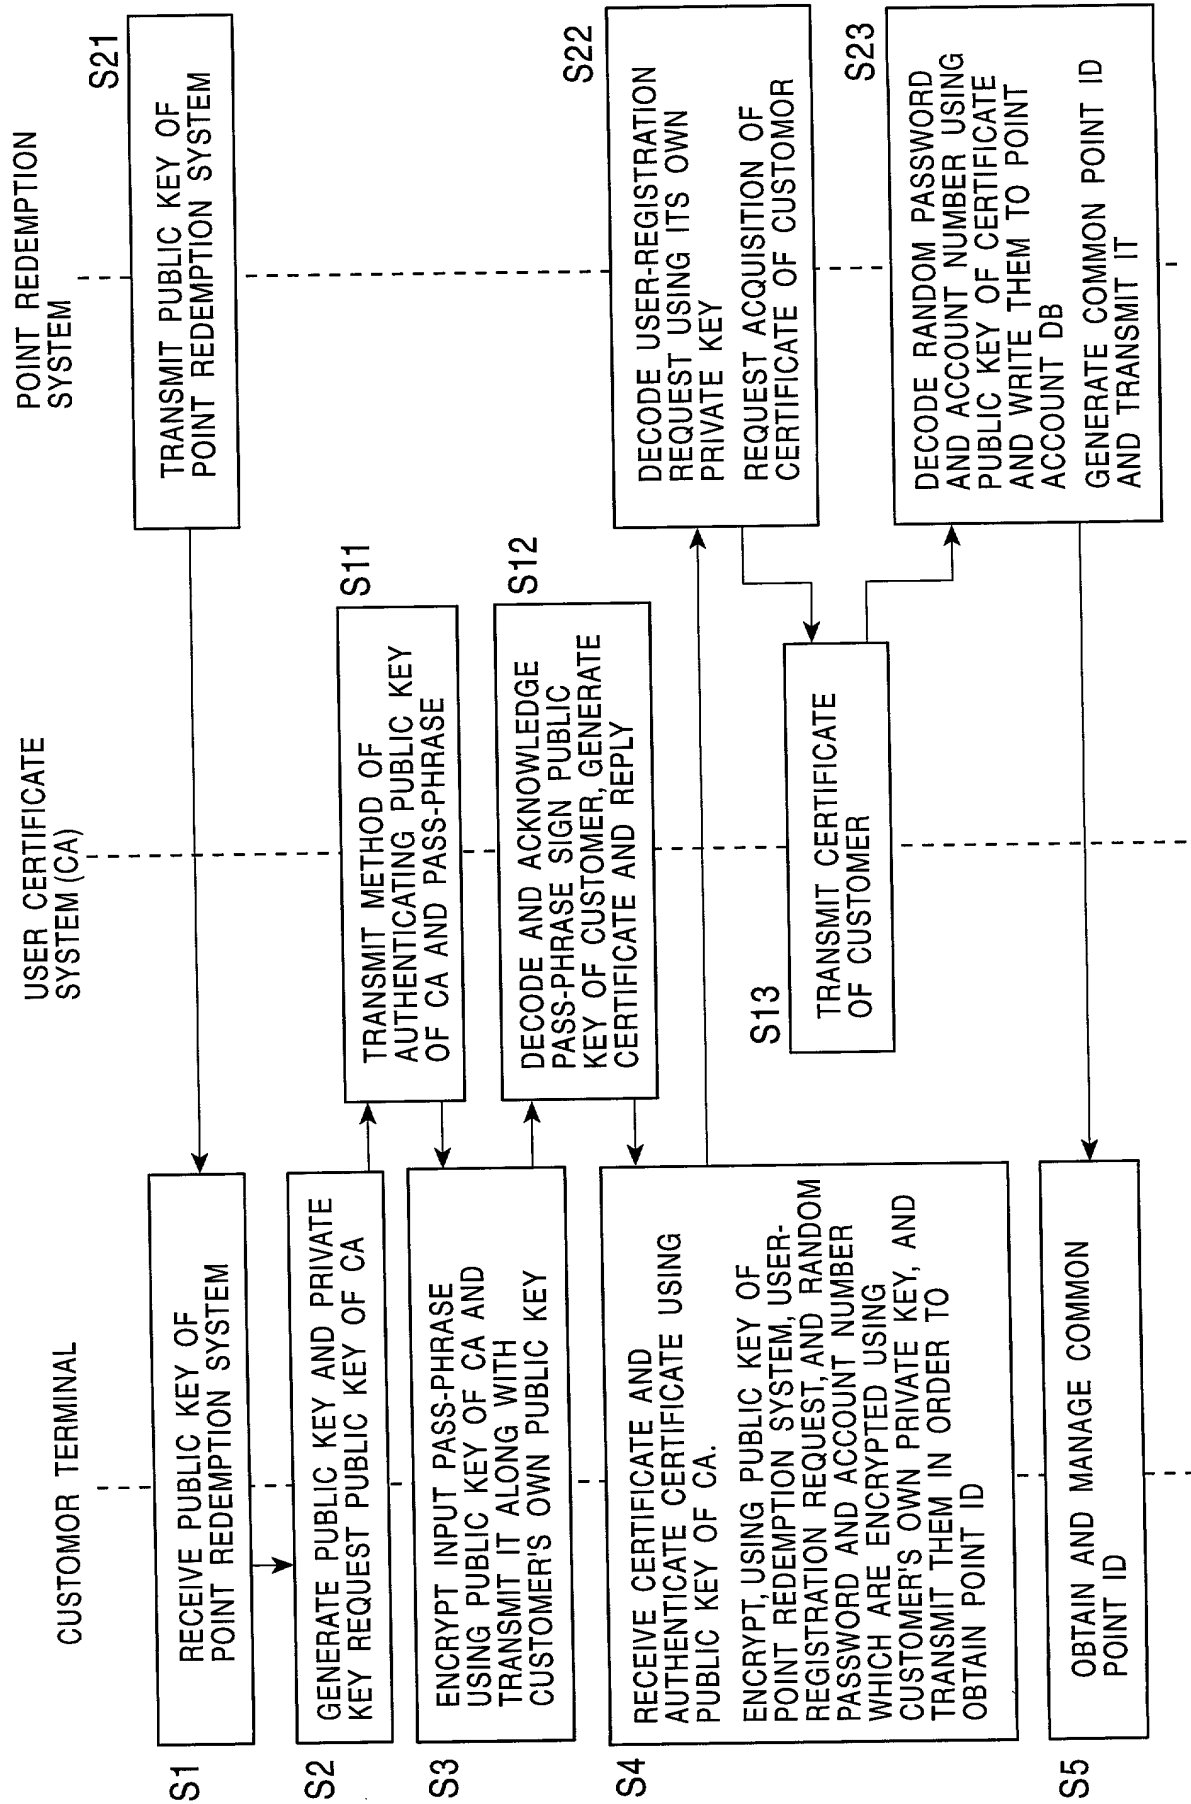 CUSTOMOR TERMINAL
USER CERTIFICATE
SYSTEM (CA)
POINT REDEMPTION
SYSTEM
S21
TRANSMIT PUBLIC KEY OF
POINT REDEMPTION SYSTEM
S1
RECEIVE PUBLIC KEY OF
POINT REDEMPTION SYSTEM
S2
GENERATE PUBLIC KEY AND PRIVATE
KEY REQUEST PUBLIC KEY OF CA
S11
TRANSMIT METHOD OF
AUTHENTICATING PUBLIC KEY
OF CA AND PASS-PHRASE
S3
ENCRYPT INPUT PASS-PHRASE
USING PUBLIC KEY OF CA AND
TRANSMIT IT ALONG WITH
CUSTOMER'S OWN PUBLIC KEY
S12
DECODE AND ACKNOWLEDGE
PASS-PHRASE SIGN PUBLIC
KEY OF CUSTOMER, GENERATE
CERTIFICATE AND REPLY
S4
RECEIVE CERTIFICATE AND
AUTHENTICATE CERTIFICATE USING
PUBLIC KEY OF CA.
ENCRYPT, USING PUBLIC KEY OF
POINT REDEMPTION SYSTEM, USER-
REGISTRATION REQUEST, AND RANDOM
PASSWORD AND ACCOUNT NUMBER
WHICH ARE ENCRYPTED USING
CUSTOMER'S OWN PRIVATE KEY, AND
TRANSMIT THEM IN ORDER TO
OBTAIN POINT ID
S22
DECODE USER-REGISTRATION
REQUEST USING ITS OWN
PRIVATE KEY
REQUEST ACQUISITION OF
CERTIFICATE OF CUSTOMOR
S13
TRANSMIT CERTIFICATE
OF CUSTOMER
S23
DECODE RANDOM PASSWORD
AND ACCOUNT NUMBER USING
PUBLIC KEY OF CERTIFICATE
AND WRITE THEM TO POINT
ACCOUNT DB
GENERATE COMMON POINT ID
AND TRANSMIT IT
S5
OBTAIN AND MANAGE COMMON
POINT ID